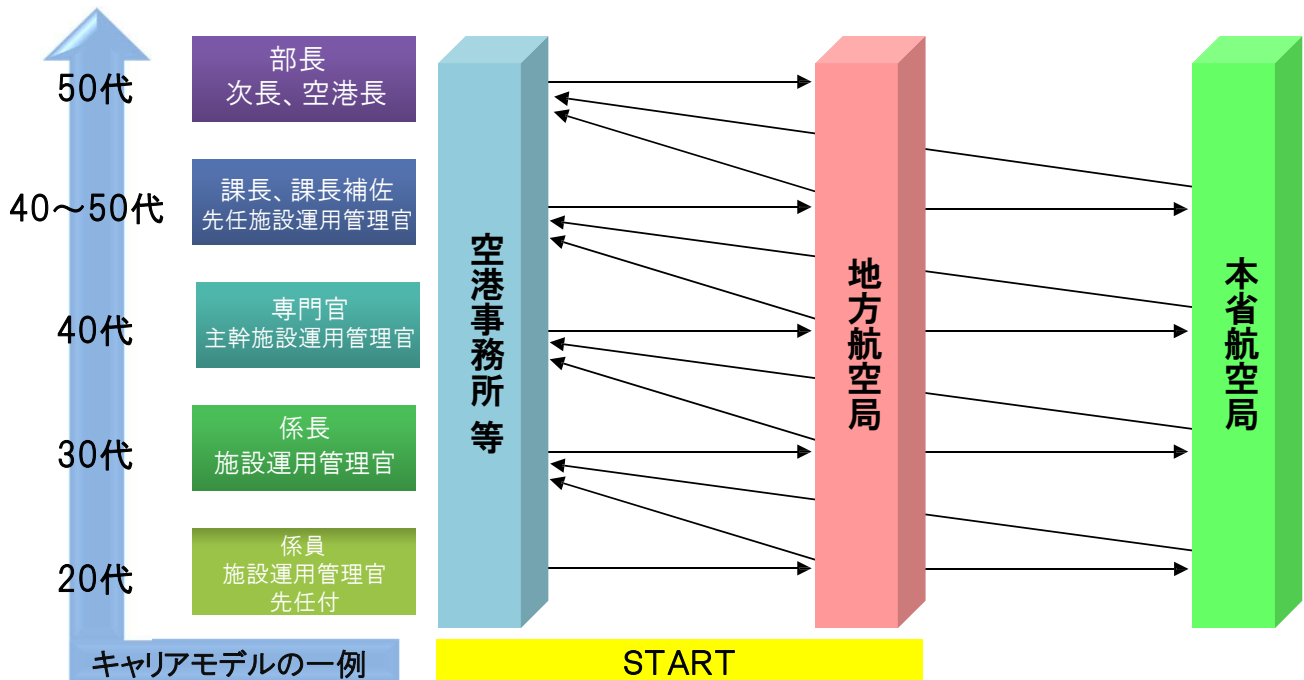 50代
部長
次長、空港長
40～50代
課長、課長補佐
先任施設運用管理官
40代
専門官
主幹施設運用管理官
30代
係長
施設運用管理官
20代
係員
施設運用管理官
先任付
空港事務所 等
地方航空局
本省航空局
キャリアモデルの一例
START